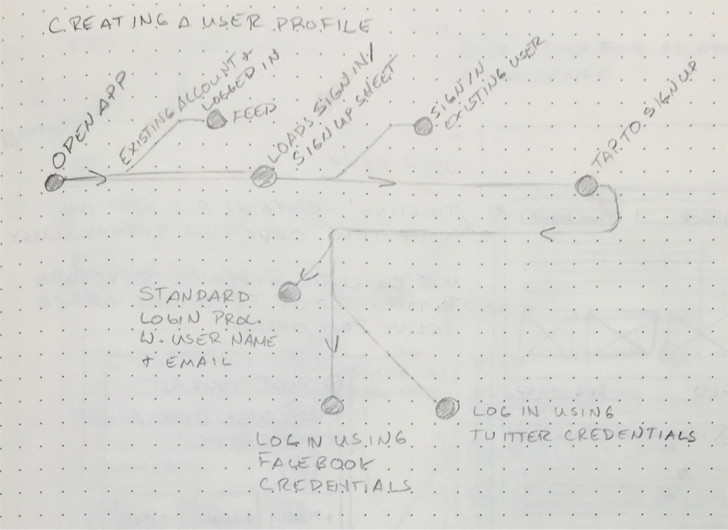 CREATING A USER PROFILE
OPEN APP
EXISTING ACCOUNT +
LOGGED IN
FEED
LOADS SIGN IN/
SIGN UP SHEET
SIGN IN
EXISTING USER
TAP TO SIGN UP
STANDARD
LOGIN PROC.
W. USER NAME
+ EMAIL
LOG IN USING
FACEBOOK
CREDENTIALS
LOG IN USING
TWITTER CREDENTIALS